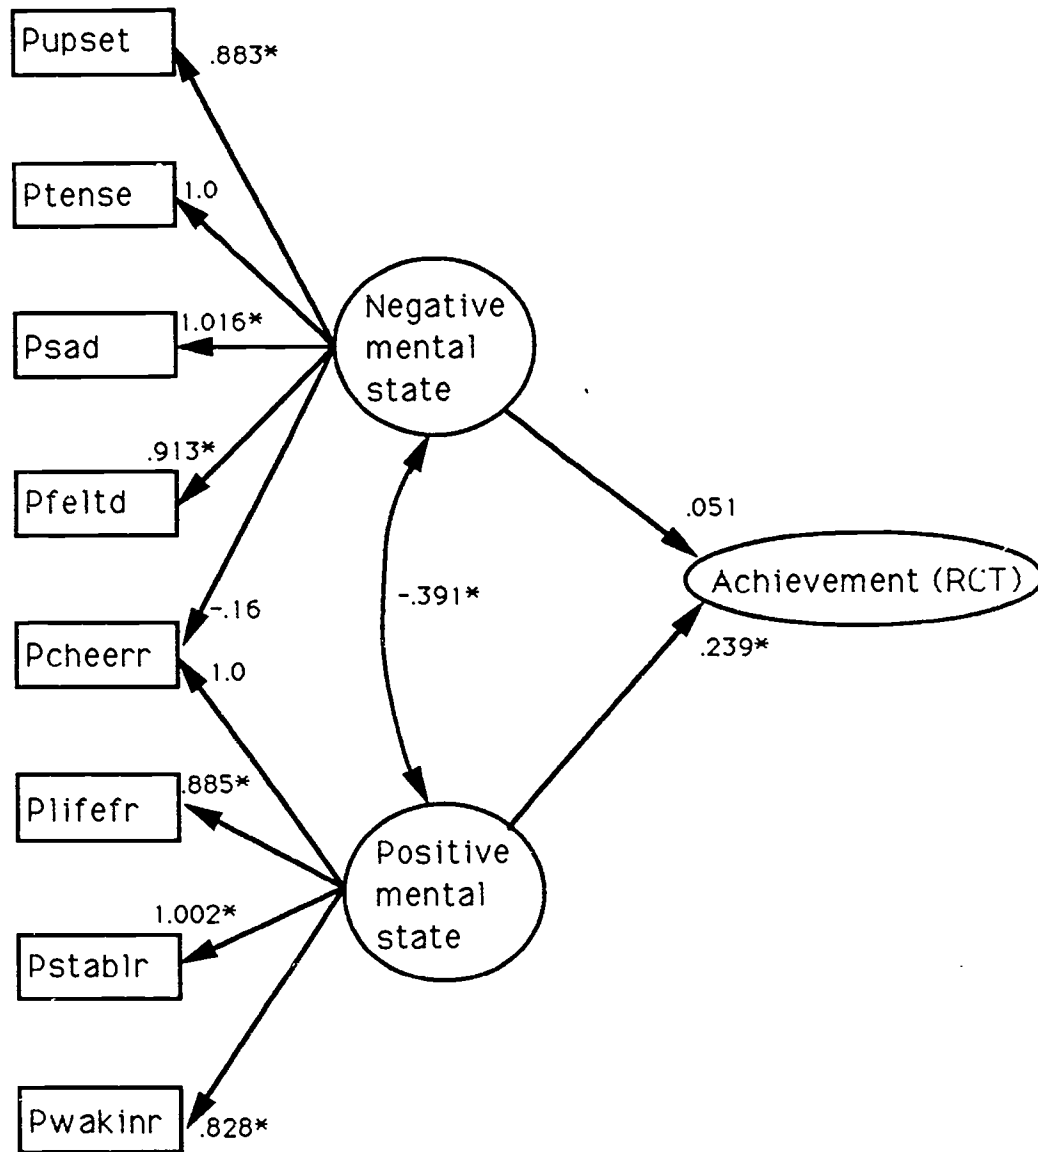 Pupset
.883*
Ptense
1.0
Psad
1.016*
Negative
mental
state
Pfeltd
.913*
.051
Achievement (RCT)
-.391*
.239*
Pcheerr
-.16
1.0
Plifefr
.885*
Positive
mental
state
Pstablr
1.002*
Pwakinr
.828*